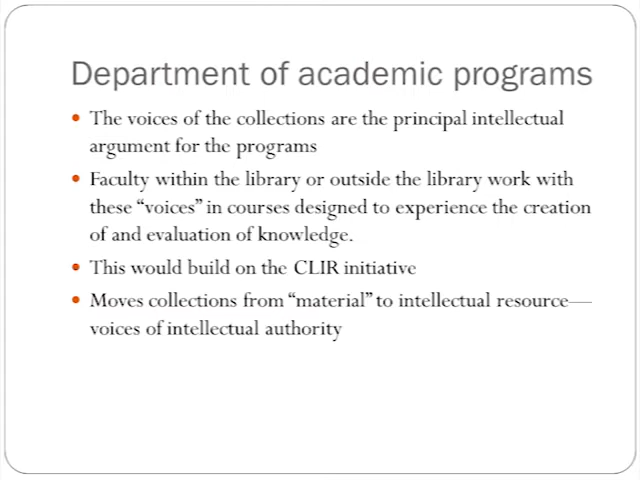 Department of academic programs
• The voices of the collections are the principal intellectual
argument for the programs
• Faculty within the library or outside the library work with
these “voices” in courses designed to experience the creation
of and evaluation of knowledge.
• This would build on the CLIR initiative
• Moves collections from “material” to intellectual resource—
voices of intellectual authority